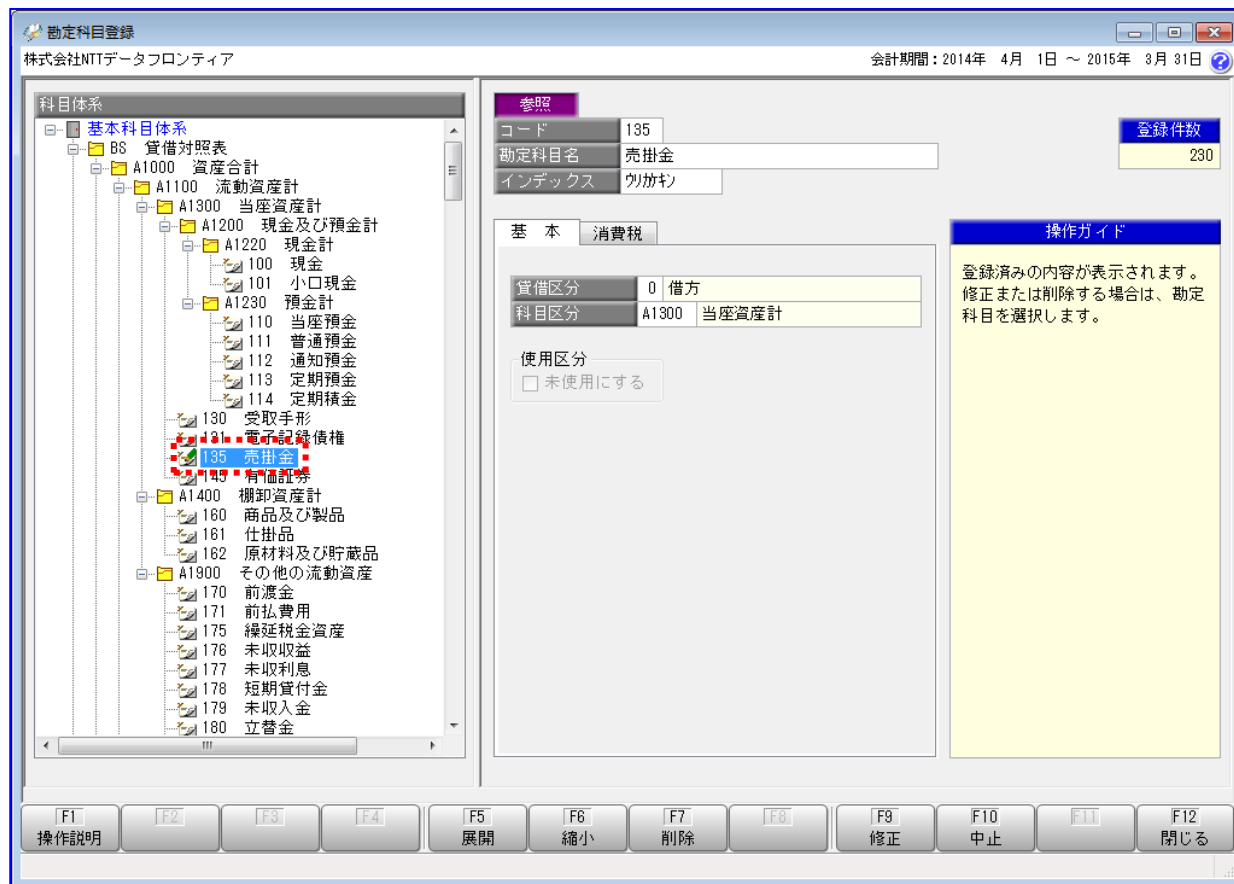 勘定科目登録
株式会社NTTデータフロンティア
会計期間：2014年 4月 1日 ～ 2015年 3月 31日
科目体系
基本科目体系
BS 貸借対照表
A1000 資産合計
A1100 流動資産計
A1300 当座資産計
A1200 現金及び預金計
A1220 現金計
100 現金
101 小口現金
A1230 預金計
110 当座預金
111 普通預金
112 通知預金
113 定期預金
114 定期積金
130 受取手形
131 電子記録債権
135 売掛金
145 有価証券
A1400 棚卸資産計
160 商品及び製品
161 仕掛品
162 原材料及び貯蔵品
A1900 その他の流動資産
170 前渡金
171 前払費用
175 繰延税金資産
176 未収収益
177 未収利息
178 短期貸付金
179 未収入金
180 立替金
参照
コード 135
勘定科目名 売掛金
インデックス ｳﾘｶｹｷﾝ
登録件数
230
基 本 消費税
貸借区分 0 借方
科目区分 A1300 当座資産計
使用区分
未使用にする
操作ガイド
登録済みの内容が表示されます。
修正または削除する場合は、勘定
科目を選択します。
F1 F2 F3 F4 F5 F6 F7 F8 F9 F10 F11 F12
操作説明 展開 縮小 削除 修正 中止 閉じる